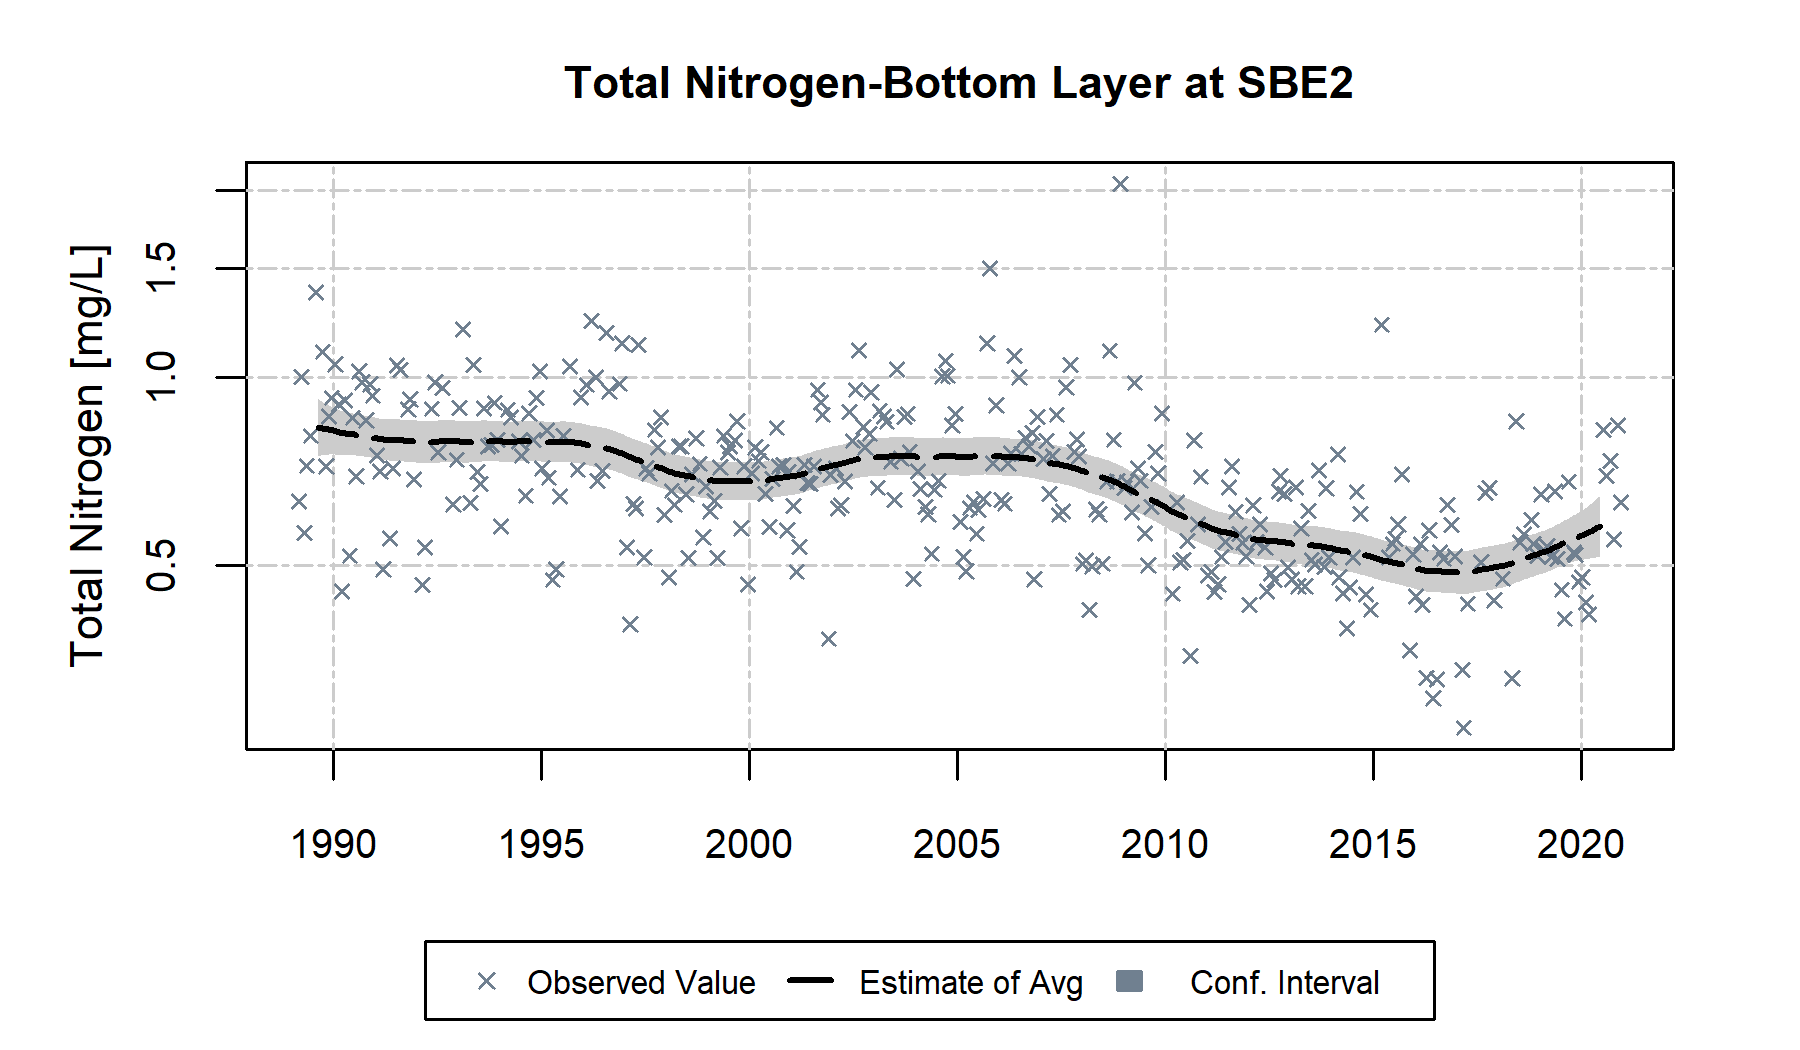 Total Nitrogen-Bottom Layer at SBE2
Total Nitrogen [mg/L]
1.5
1.0
0.5
1990 1995 2000 2005 2010 2015 2020
Observed Value Estimate of Avg Conf. Interval